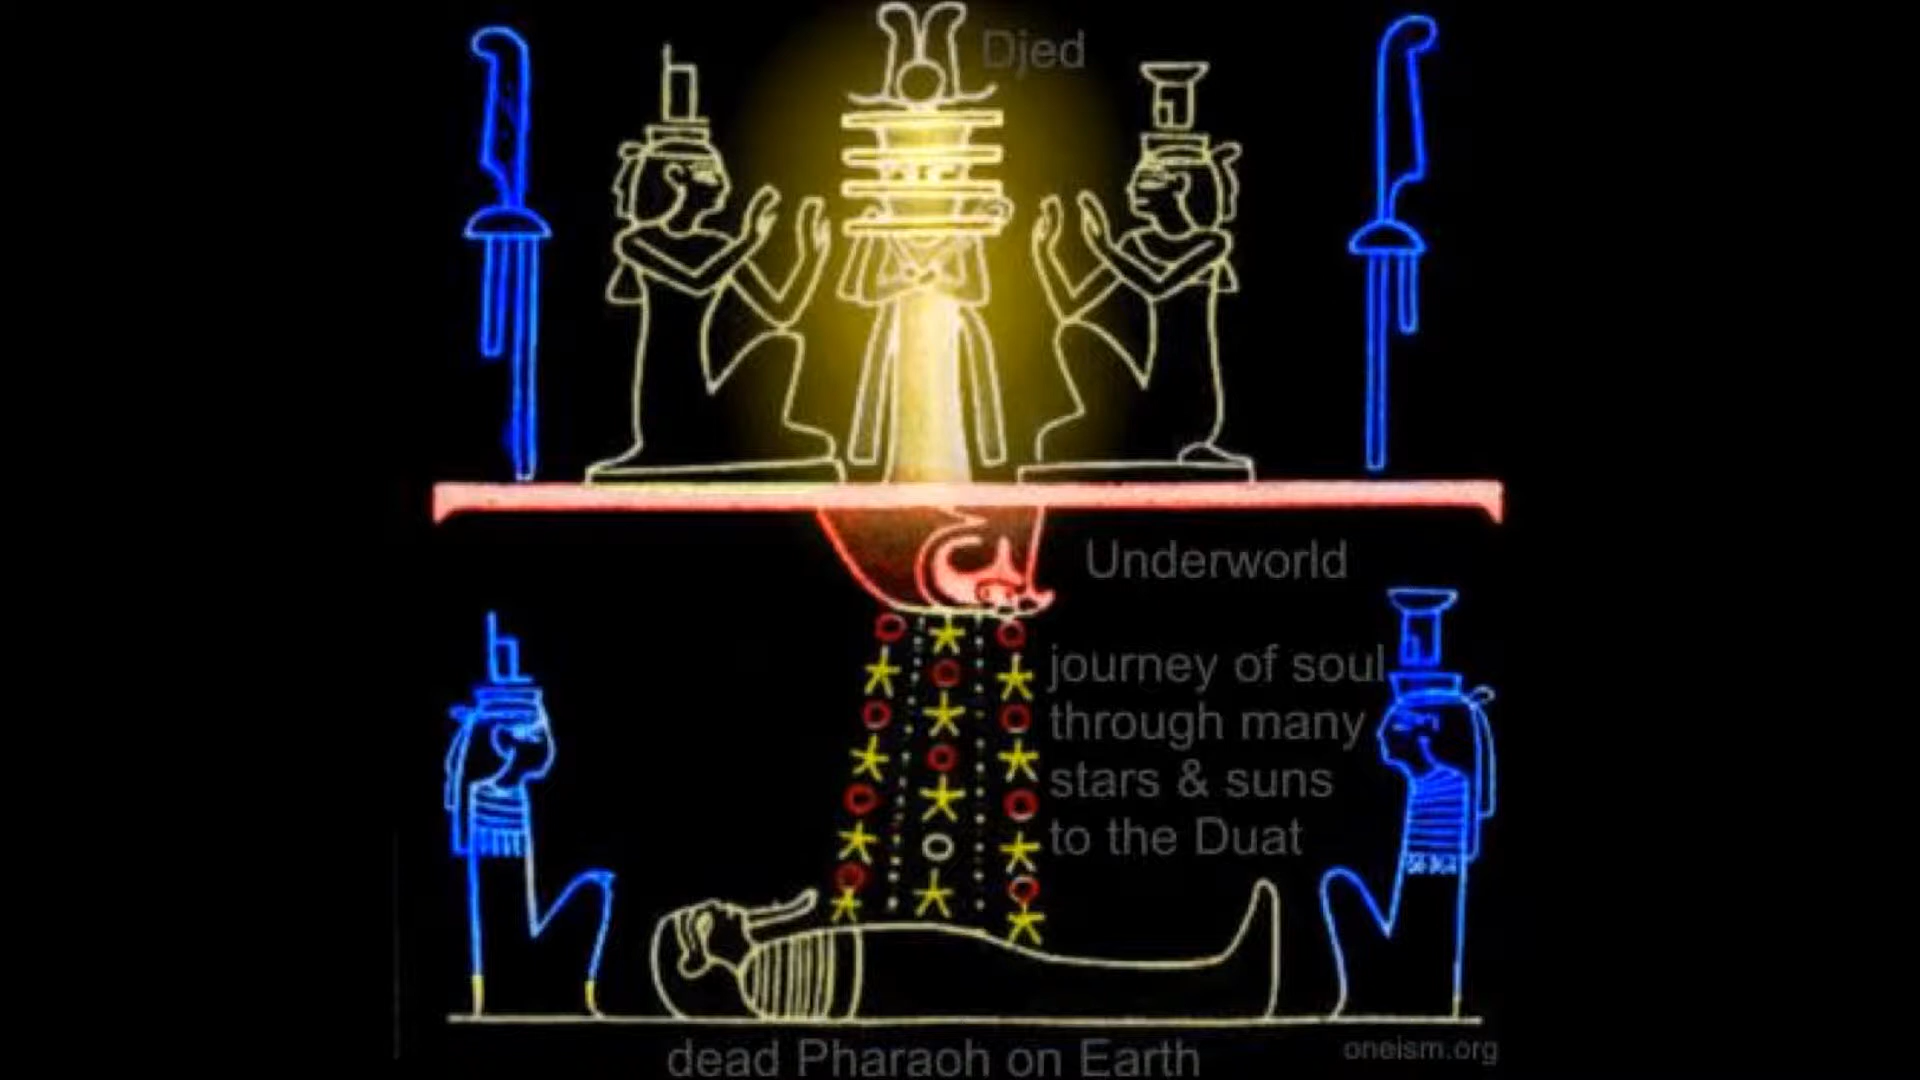 Djed
Underworld
journey of soul
through many
stars & suns
to the Duat
dead Pharaoh on Earth
oneism.org